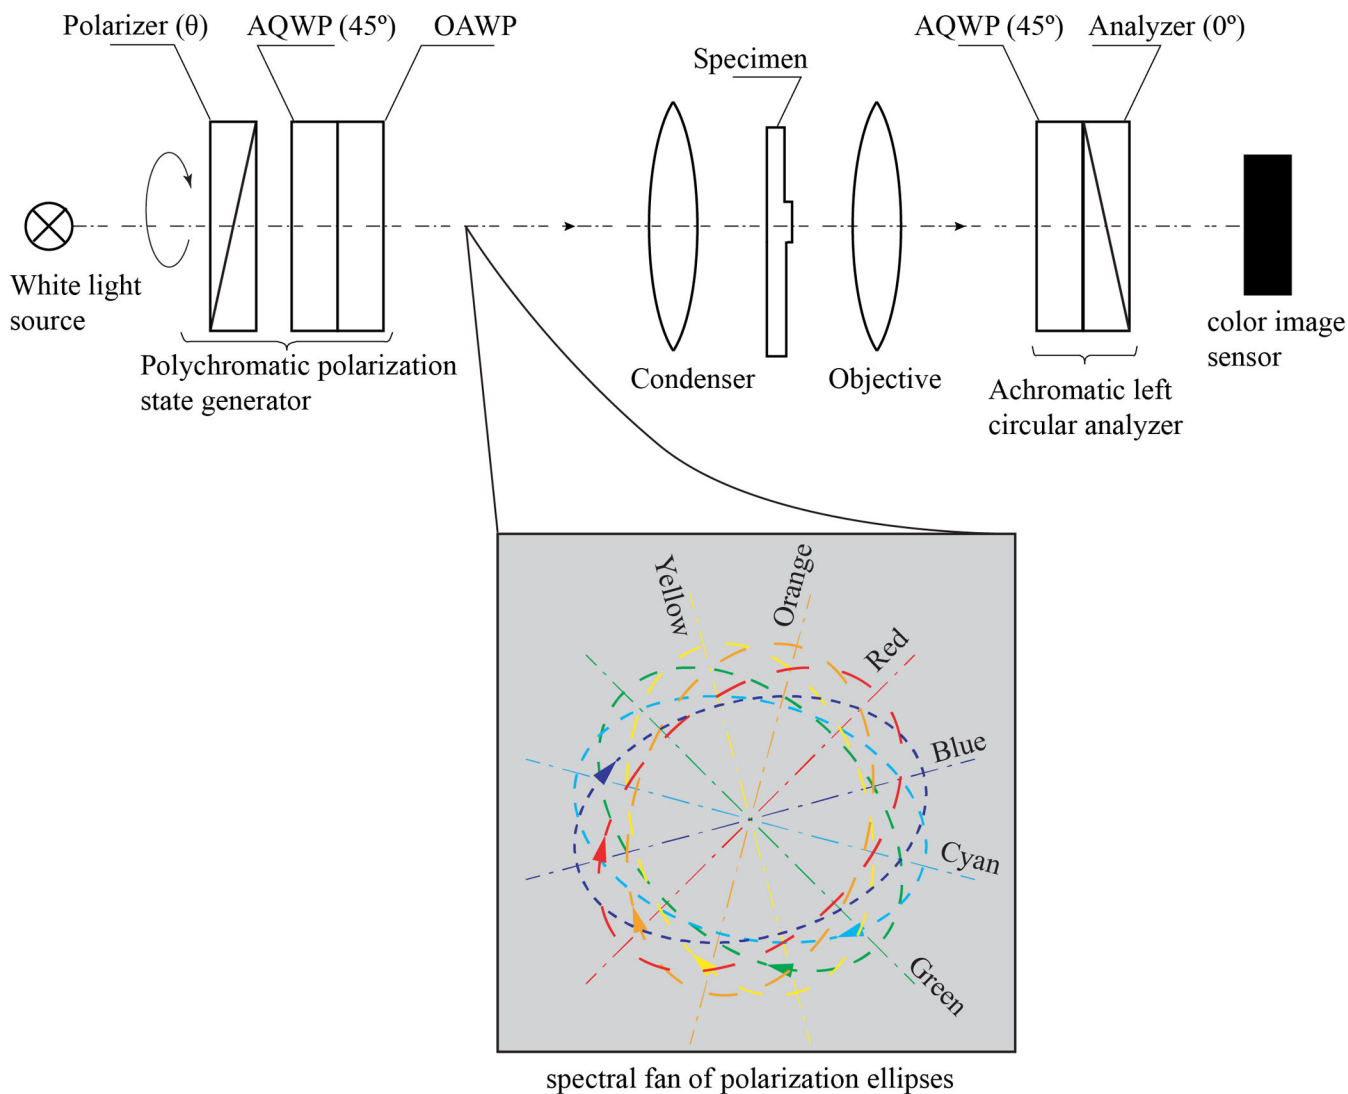 Polarizer (θ)
AQWP (45º)
OAWP
Specimen
AQWP (45º)
Analyzer (0º)
White light
source
Polychromatic polarization
state generator
Condenser
Objective
Achromatic left
circular analyzer
color image
sensor
Yellow
Orange
Red
Blue
Cyan
Green
spectral fan of polarization ellipses